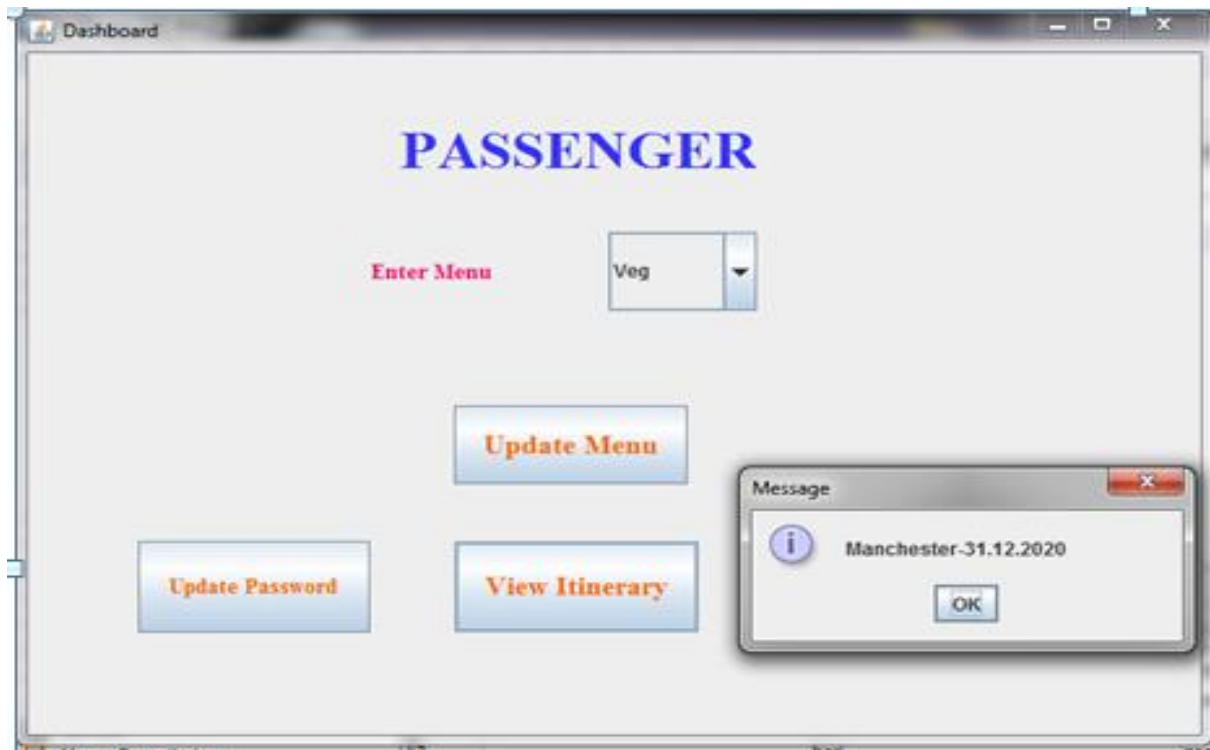 Dashboard
PASSENGER
Enter Menu
Veg
Update Menu
Message
Manchester-31.12.2020
OK
Update Password
View Itinerary